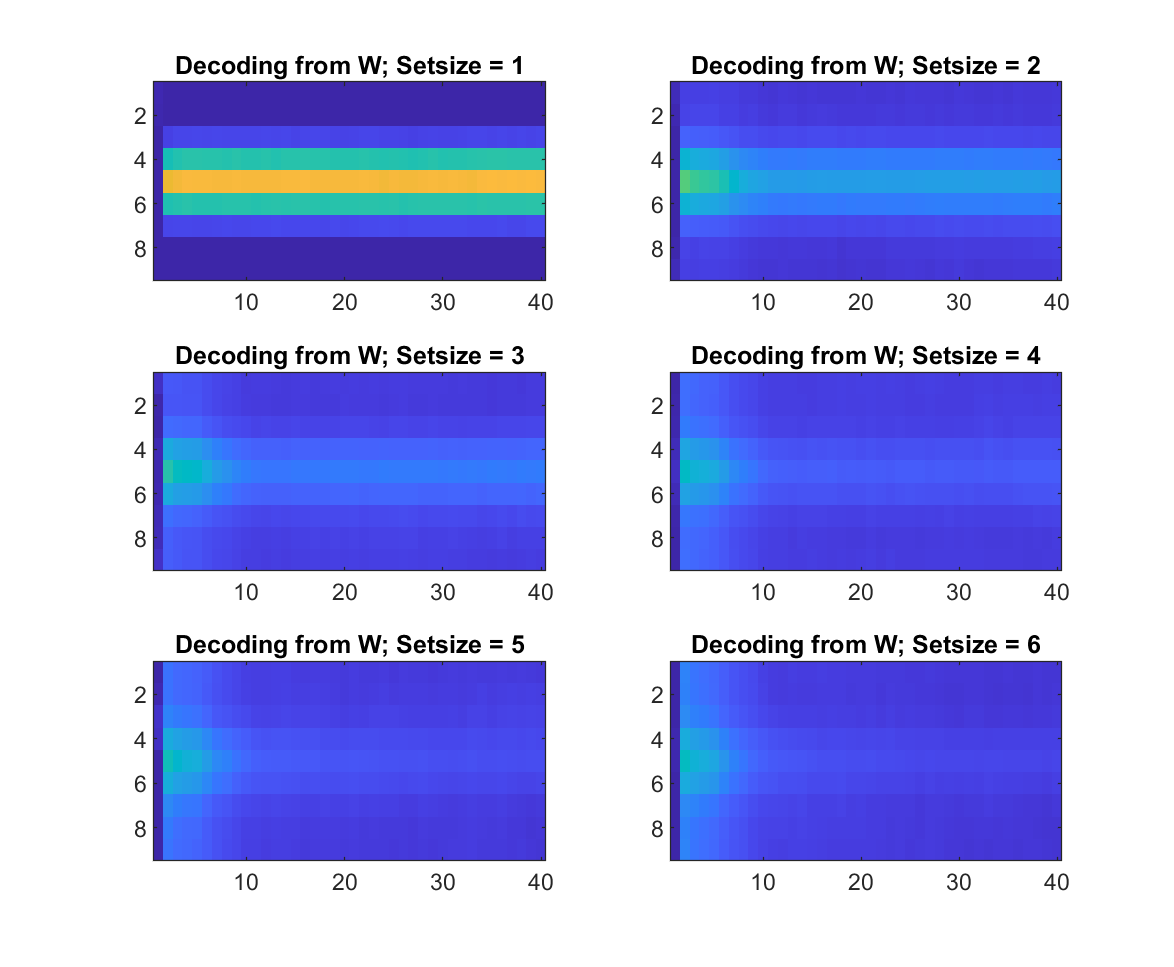 Decoding from W; Setsize = 1
2
4
6
8
10 20 30 40
Decoding from W; Setsize = 2
2
4
6
8
10 20 30 40
Decoding from W; Setsize = 3
2
4
6
8
10 20 30 40
Decoding from W; Setsize = 4
2
4
6
8
10 20 30 40
Decoding from W; Setsize = 5
2
4
6
8
10 20 30 40
Decoding from W; Setsize = 6
2
4
6
8
10 20 30 40